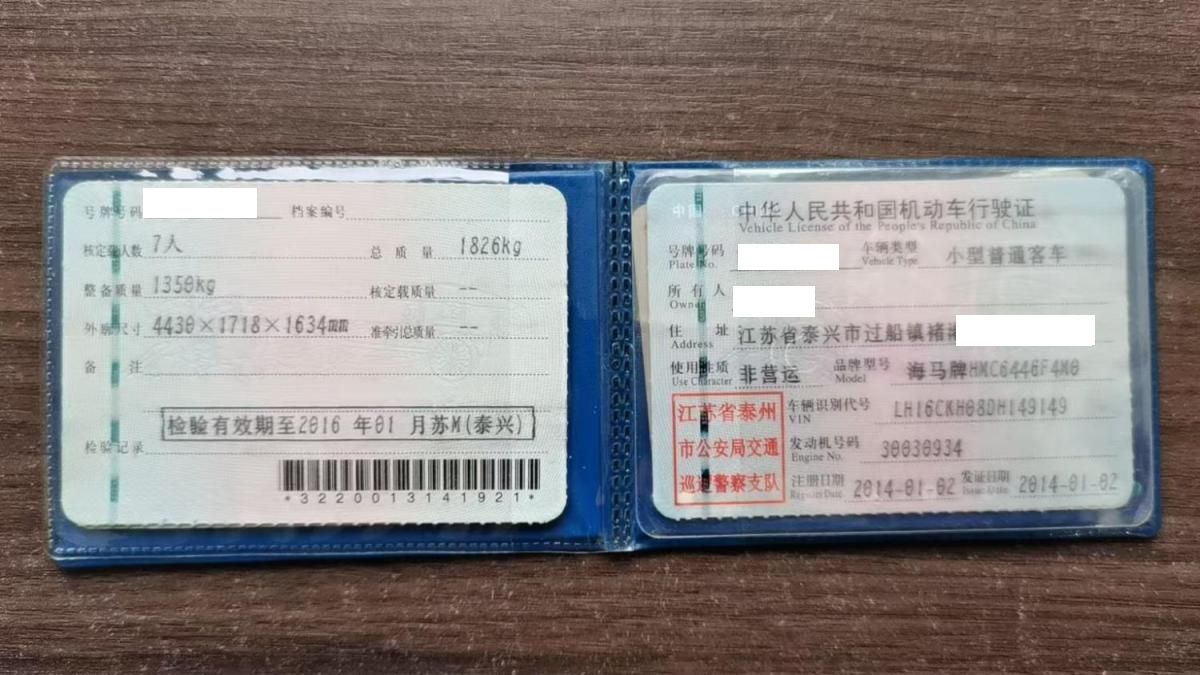 号牌号码 档案编号
核定载人数 7人 总质量 1826kg
整备质量 1350kg 核定载质量 --
外廓尺寸 4430×1718×1634mm 准牵引总质量 --
备注
检验有效期至2016年01月苏M(泰兴)
检验记录
*3220013141921*
中华人民共和国机动车行驶证
Vehicle License of the People's Republic of China
号牌号码 Plate No. 车辆类型 Vehicle Type 小型普通客车
所有人 Owner
住址 Address 江苏省泰兴市过船镇褚
使用性质 Use Character 非营运 品牌型号 Model 海马牌HMC6446F4M0
江苏省泰州
市公安局交通
巡逻警察支队
车辆识别代号 VIN LH16CKH08DH149149
发动机号码 Engine No. 30030934
注册日期 Register Date 2014-01-02 发证日期 Issue Date 2014-01-02